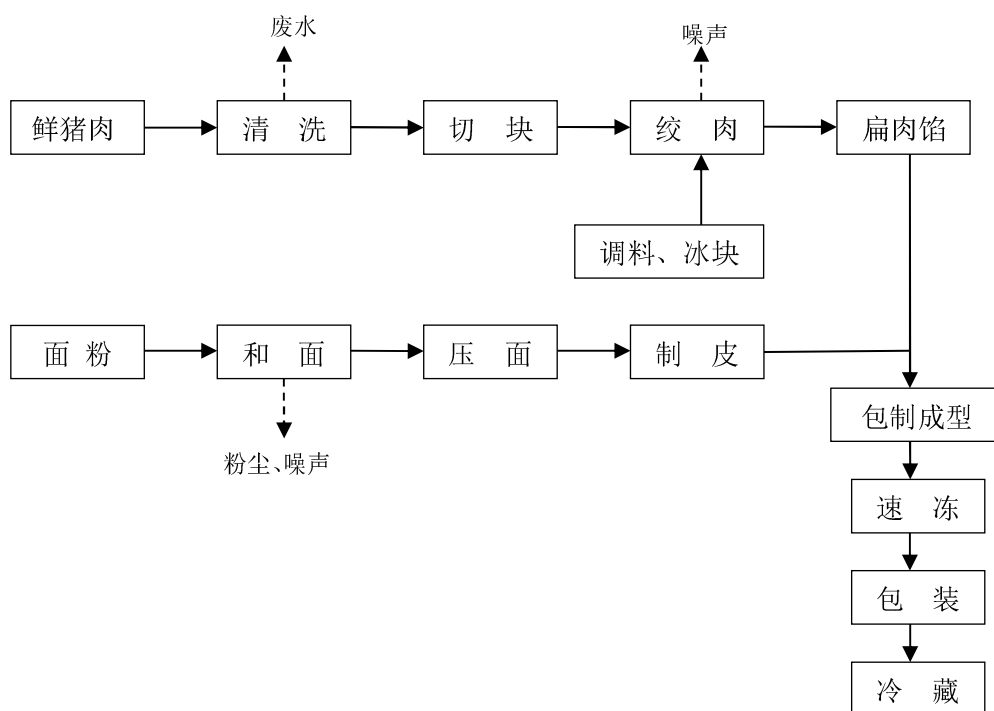 废水
噪声
鲜猪肉
清 洗
切 块
绞 肉
扁肉馅
调料、冰块
面 粉
和 面
压 面
制 皮
包制成型
粉尘、噪声
速 冻
包 装
冷 藏